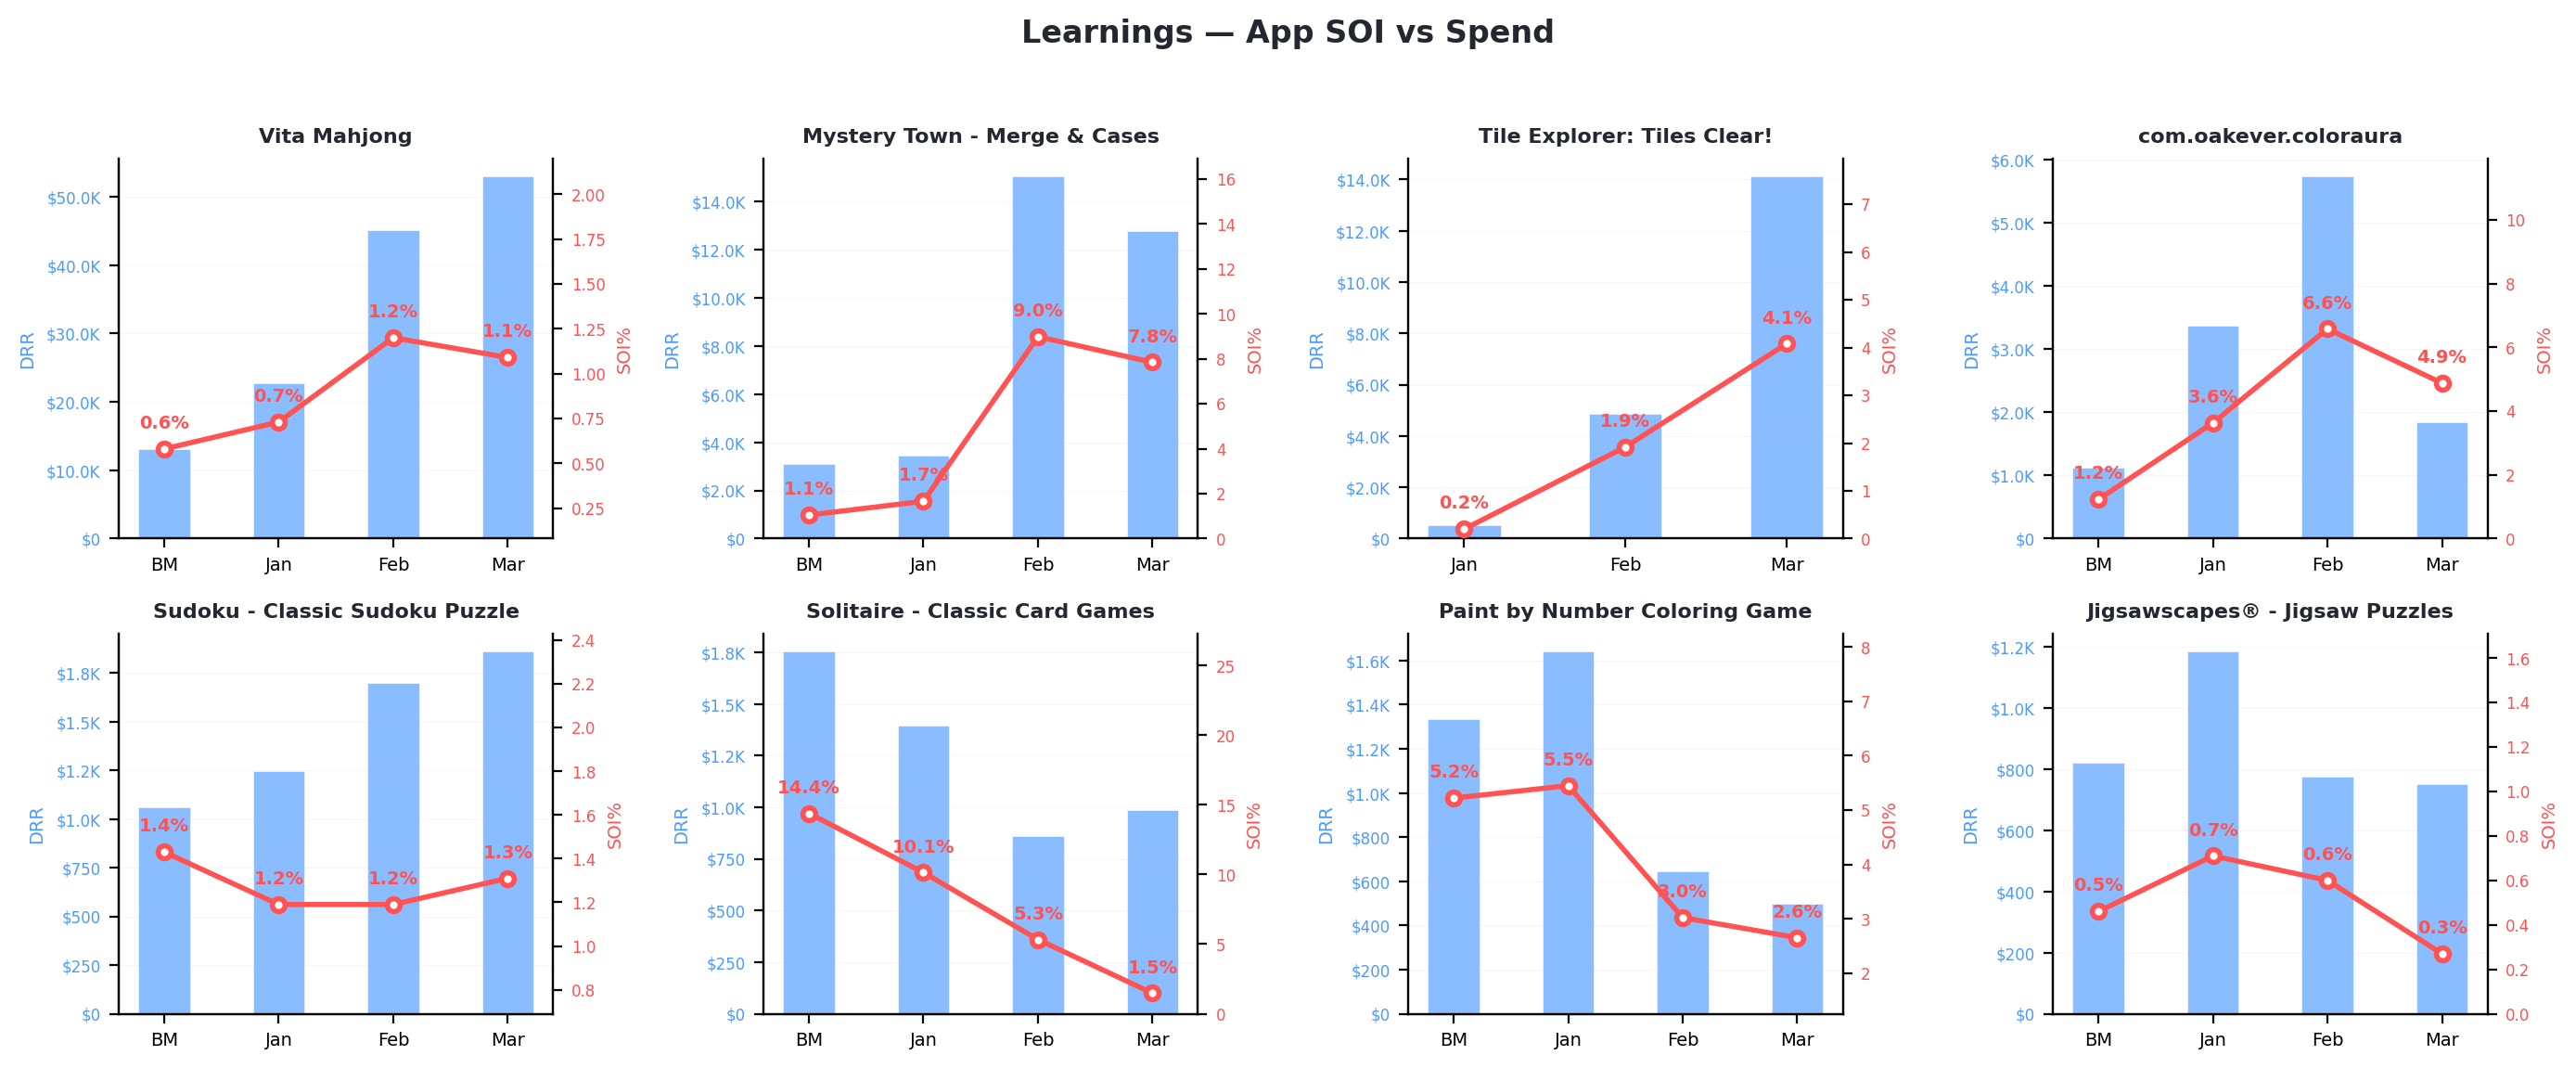 Learnings — App SOI vs Spend
Vita Mahjong
$50.0K
$40.0K
$30.0K
$20.0K
$10.0K
$0
DRR
2.00
1.75
1.50
1.25
1.00
0.75
0.50
0.25
SOI%
0.6%
0.7%
1.2%
1.1%
BM Jan Feb Mar
Mystery Town - Merge & Cases
$14.0K
$12.0K
$10.0K
$8.0K
$6.0K
$4.0K
$2.0K
$0
DRR
16
14
12
10
8
6
4
2
0
SOI%
1.1%
1.7%
9.0%
7.8%
BM Jan Feb Mar
Tile Explorer: Tiles Clear!
$14.0K
$12.0K
$10.0K
$8.0K
$6.0K
$4.0K
$2.0K
$0
DRR
7
6
5
4
3
2
1
0
SOI%
0.2%
1.9%
4.1%
Jan Feb Mar
com.oakever.coloraura
$6.0K
$5.0K
$4.0K
$3.0K
$2.0K
$1.0K
$0
DRR
10
8
6
4
2
0
SOI%
1.2%
3.6%
6.6%
4.9%
BM Jan Feb Mar
Sudoku - Classic Sudoku Puzzle
$1.8K
$1.5K
$1.2K
$1.0K
$750
$500
$250
$0
DRR
2.4
2.2
2.0
1.8
1.6
1.4
1.2
1.0
0.8
SOI%
1.4%
1.2%
1.2%
1.3%
BM Jan Feb Mar
Solitaire - Classic Card Games
$1.8K
$1.5K
$1.2K
$1.0K
$750
$500
$250
$0
DRR
25
20
15
10
5
0
SOI%
14.4%
10.1%
5.3%
1.5%
BM Jan Feb Mar
Paint by Number Coloring Game
$1.6K
$1.4K
$1.2K
$1.0K
$800
$600
$400
$200
$0
DRR
8
7
6
5
4
3
2
SOI%
5.2%
5.5%
3.0%
2.6%
BM Jan Feb Mar
Jigsawscapes® - Jigsaw Puzzles
$1.2K
$1.0K
$800
$600
$400
$200
$0
DRR
1.6
1.4
1.2
1.0
0.8
0.6
0.4
0.2
0.0
SOI%
0.5%
0.7%
0.6%
0.3%
BM Jan Feb Mar